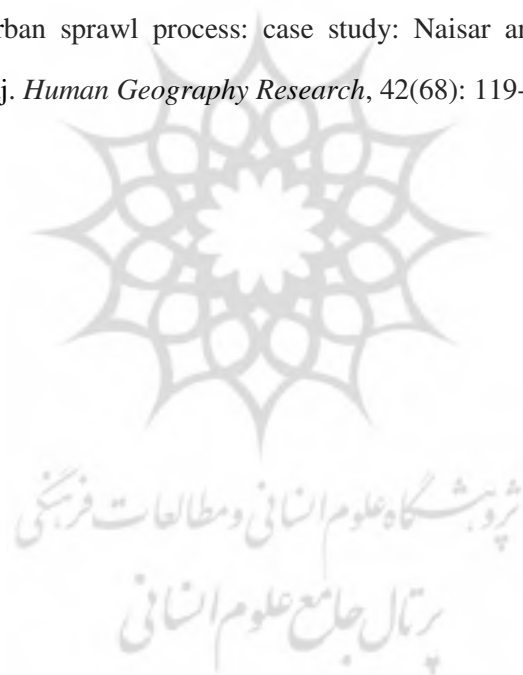 rban sprawl process: case study: Naisar an
j. Human Geography Research, 42(68): 119-
پژوهشگاه علوم انسانی و مطالعات فرهنگی
پرتال جامع علوم انسانی